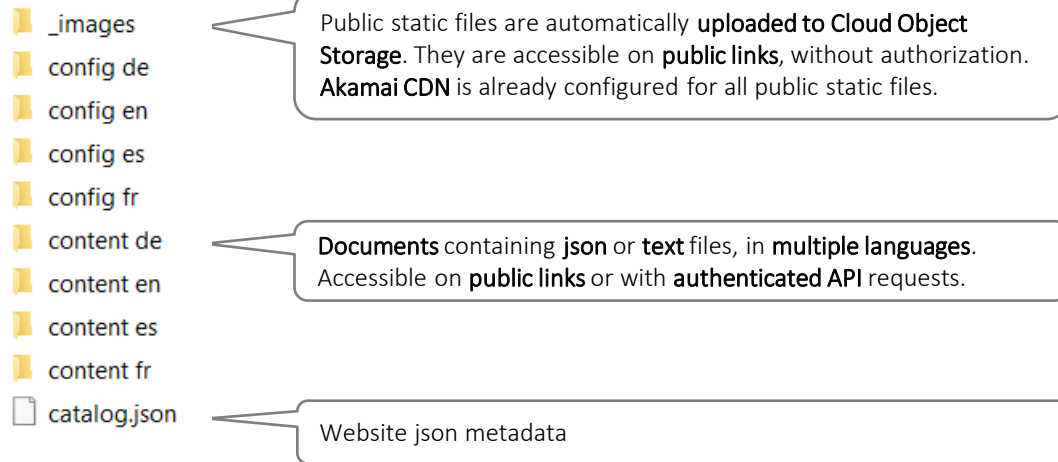 _images
Public static files are automatically uploaded to Cloud Object
Storage. They are accessible on public links, without authorization.
Akamai CDN is already configured for all public static files.
config de
config en
config es
config fr
content de
Documents containing json or text files, in multiple languages.
Accessible on public links or with authenticated API requests.
content en
content es
content fr
catalog.json
Website json metadata